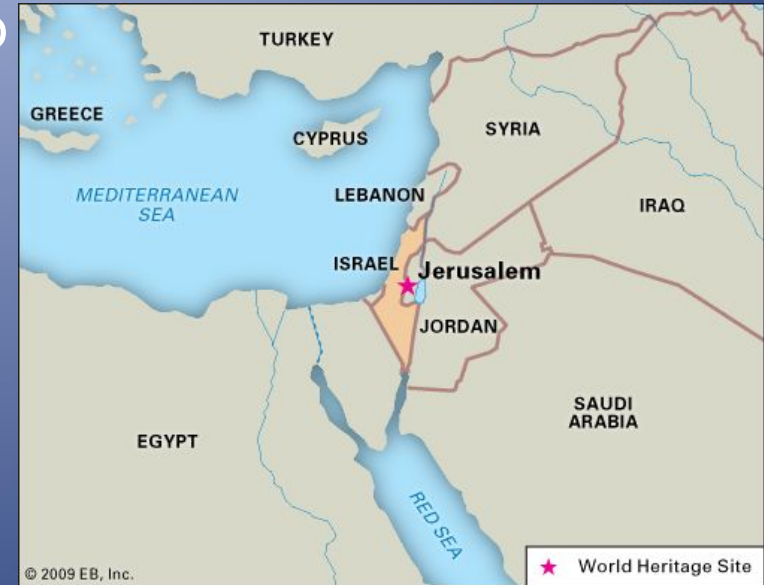 TURKEY
GREECE
CYPRUS
SYRIA
MEDITERRANEAN
SEA
LEBANON
IRAQ
ISRAEL
Jerusalem
JORDAN
SAUDI
ARABIA
EGYPT
RED SEA
© 2009 EB, Inc.
World Heritage Site